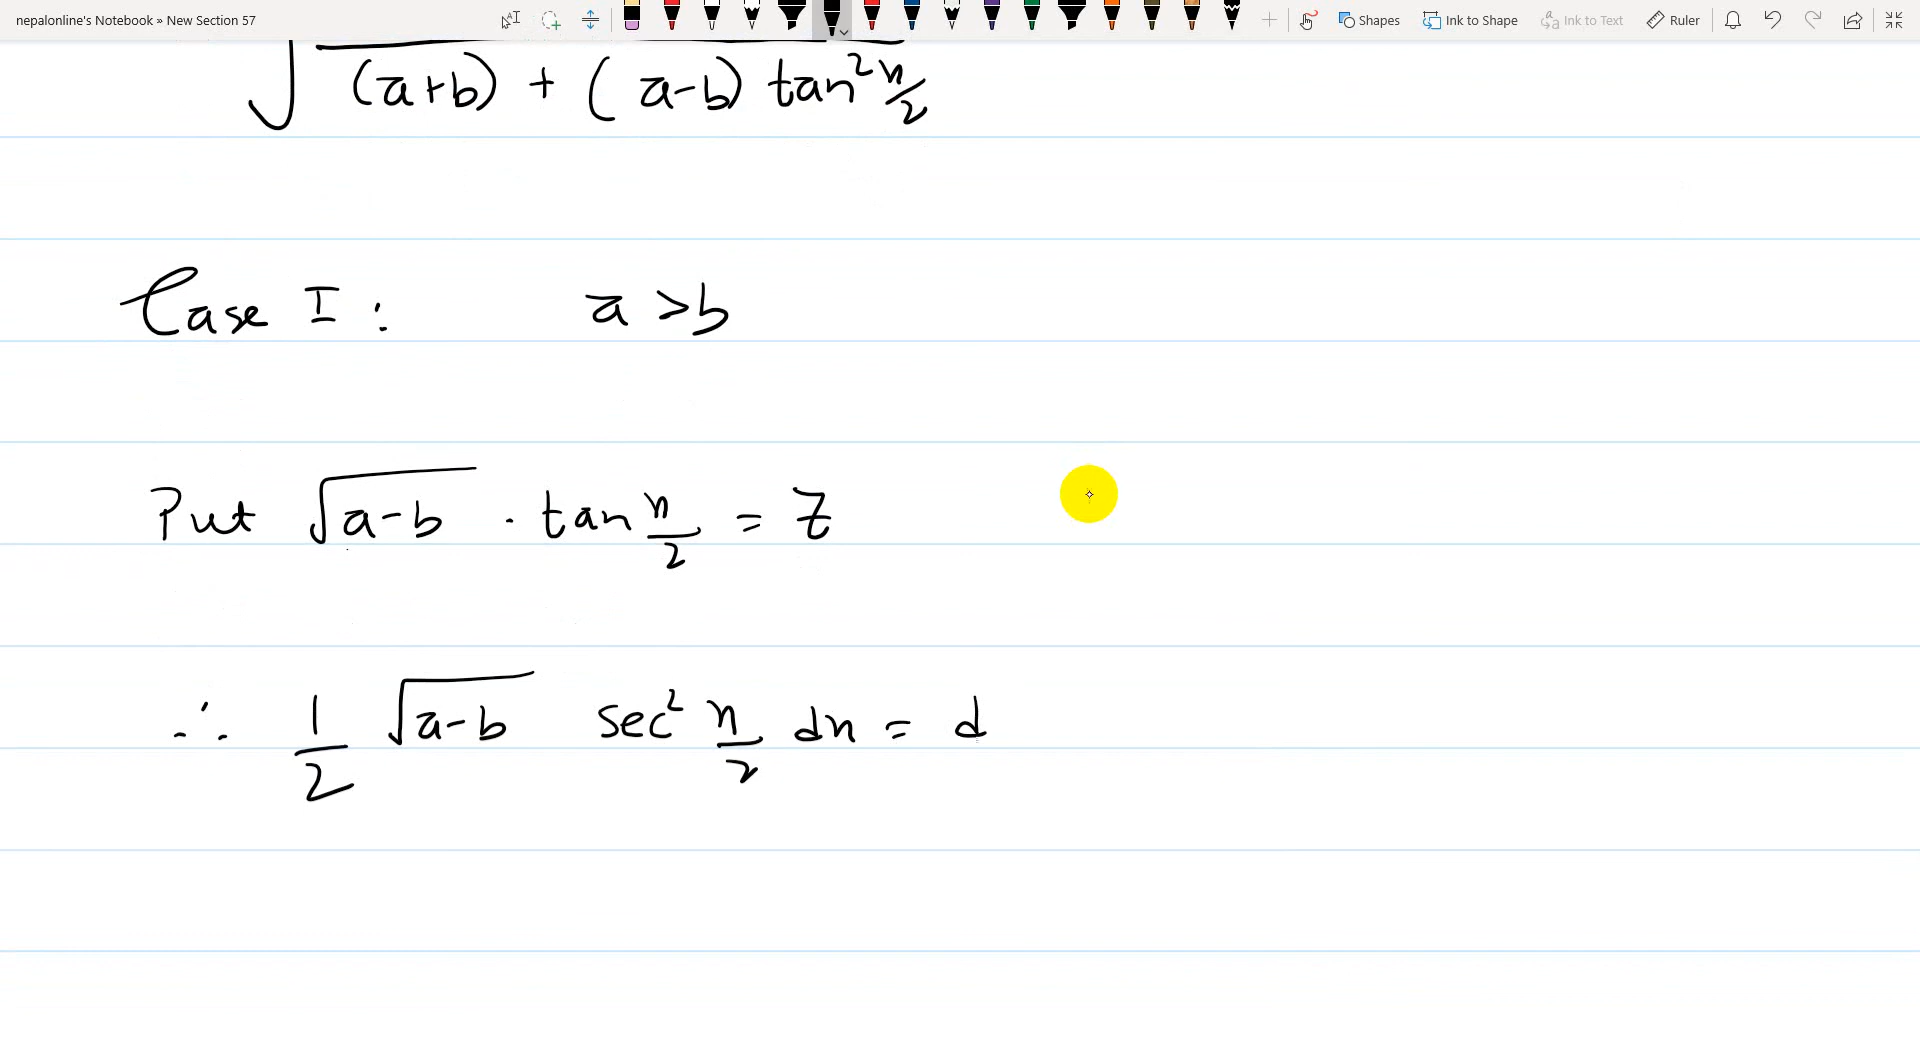 nepalonline's Notebook » New Section 57
Shapes Ink to Shape Ink to Text Ruler
∫ (a+b) + (a-b) tan² x/2
Case I : a > b
Put √a-b . tan x/2 = z
∴ 1/2 √a-b sec² x/2 dx = d